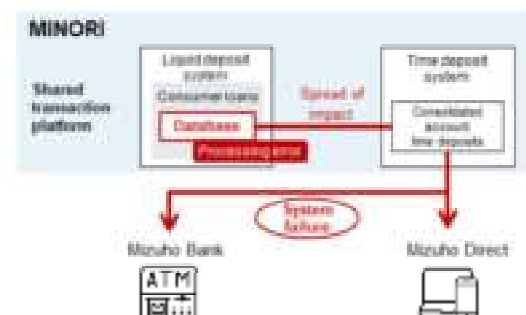 MINORI
Liquid deposit
system
Time deposit
system
Shared
transaction
platform
Consumer loans
Spread of
impact
Database
Processing error
Consolidated
account
time deposits
System
failure
Mizuho Bank
Mizuho Direct
ATM